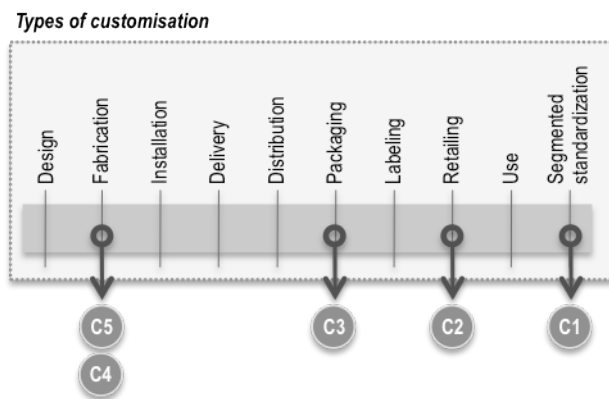 Types of customisation
Design
Fabrication
Installation
Delivery
Distribution
Packaging
Labeling
Retailing
Use
Segmented
standardization
C5
C3
C2
C1
C4